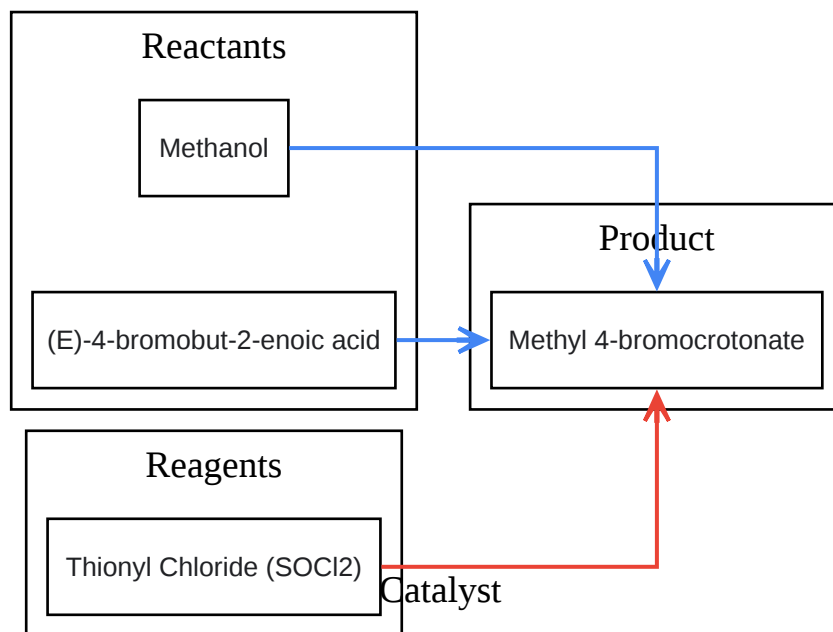 Reactants
Methanol
(E)-4-bromobut-2-enoic acid
Product
Methyl 4-bromocrotonate
Reagents
Thionyl Chloride (SOCl2)
Catalyst